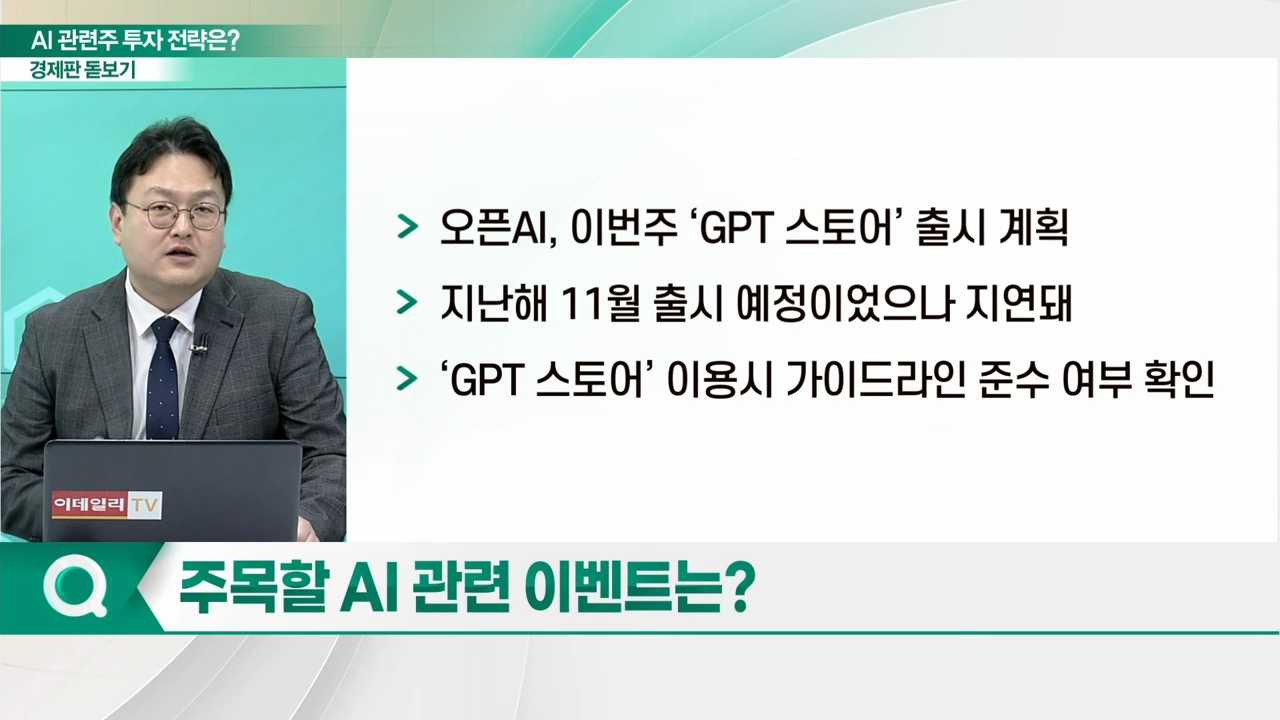 AI 관련주 투자 전략은?
경제판 돋보기
> 오픈AI, 이번주 ‘GPT 스토어’ 출시 계획
> 지난해 11월 출시 예정이었으나 지연돼
> ‘GPT 스토어’ 이용시 가이드라인 준수 여부 확인
이데일리 TV
Q 주목할 AI 관련 이벤트는?